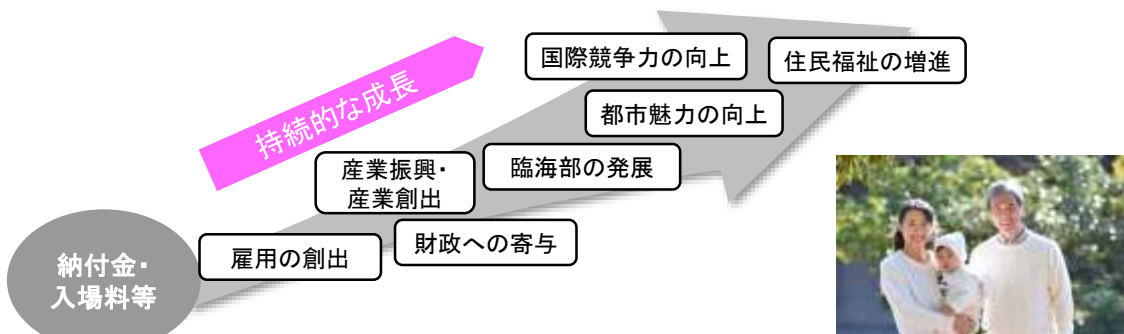 国際競争力の向上
住民福祉の増進
持続的な成長
都市魅力の向上
産業振興・
産業創出
臨海部の発展
雇用の創出
財政への寄与
納付金・
入場料等